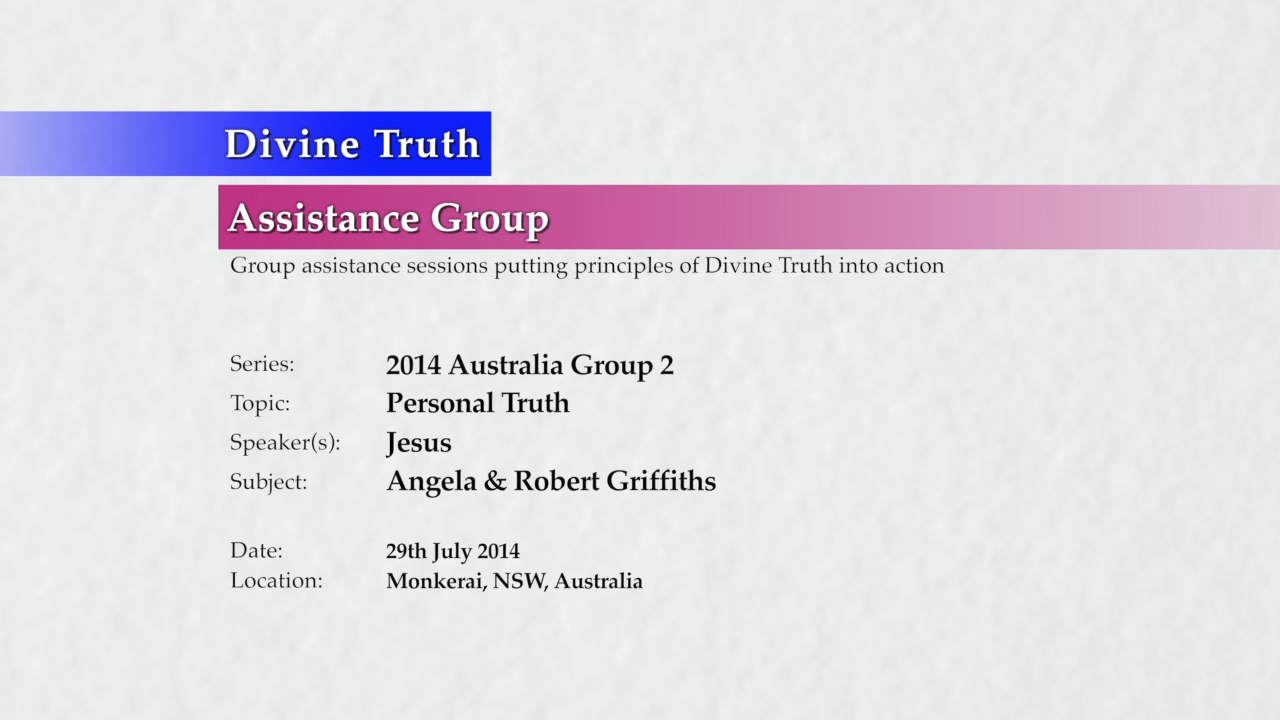 Divine Truth
Assistance Group
Group assistance sessions putting principles of Divine Truth into action
Series: 2014 Australia Group 2
Topic: Personal Truth
Speaker(s): Jesus
Subject: Angela & Robert Griffiths
Date: 29th July 2014
Location: Monkerai, NSW, Australia